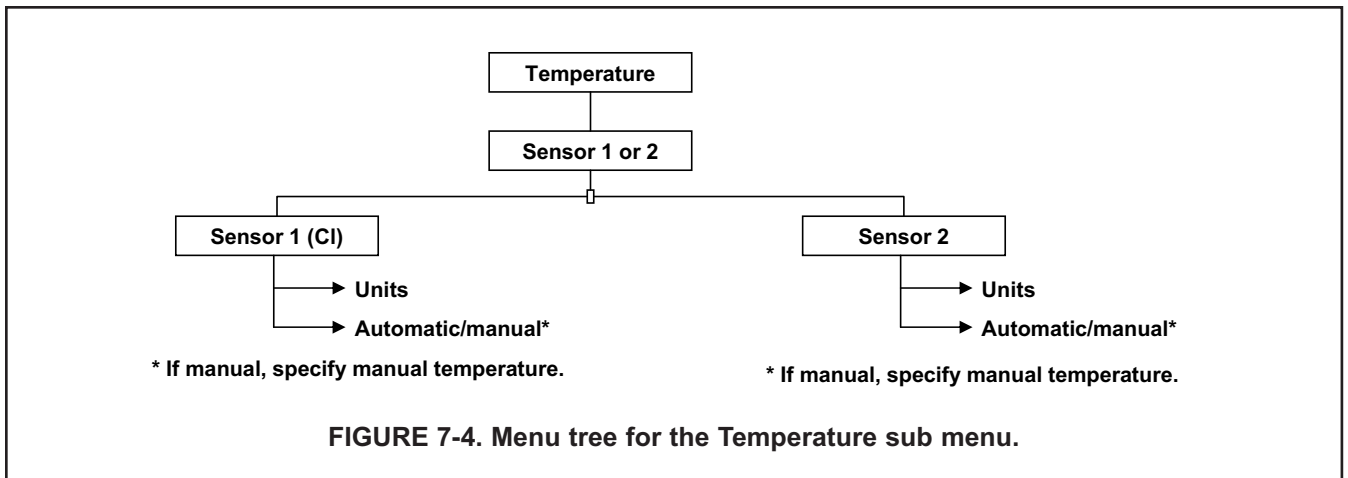 Temperature
Sensor 1 or 2
Sensor 1 (Cl)
Sensor 2
Units
Units
Automatic/manual*
Automatic/manual*
* If manual, specify manual temperature.
* If manual, specify manual temperature.
FIGURE 7-4. Menu tree for the Temperature sub menu.